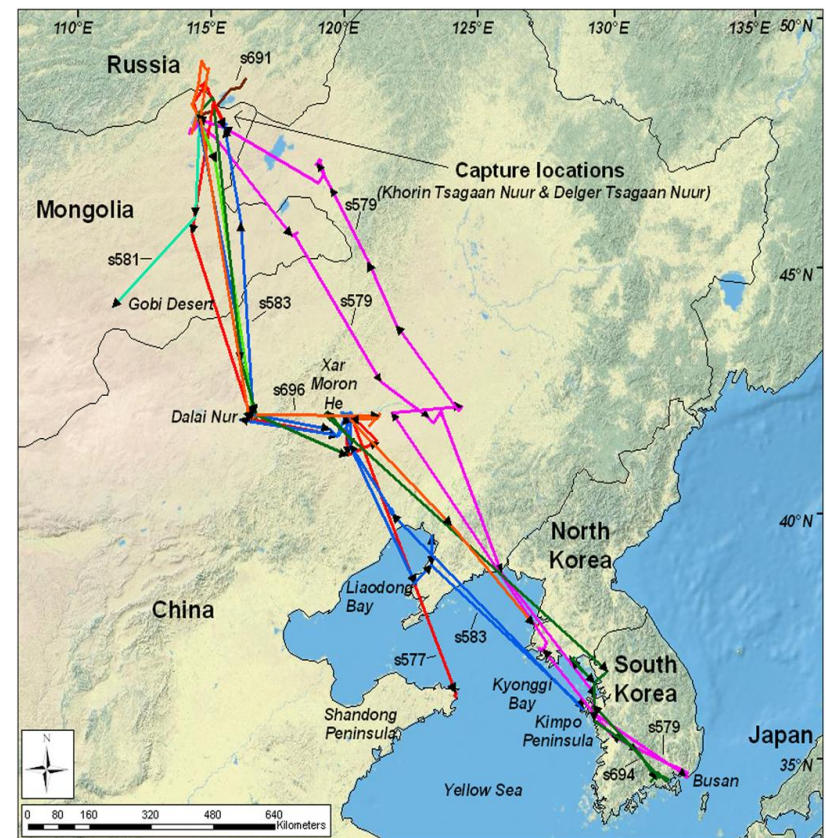 110°E
115°E
120°E
125°E
130°E
135°E
50°N
Russia
s691
Capture locations
(Khorin Tsagaan Nuur & Delger Tsagaan Nuur)
Mongolia
s579
s581
Gobi Desert
s583
s579
45°N
Xar
Moron
He
s696
Dalai Nur
40°N
North
Korea
Liaodong
Bay
China
s583
s577
South
Korea
Kyonggi
Bay
Shandong
Peninsula
Kimpo
Peninsula
s579
Japan
35°N
s694
Busan
Yellow Sea
N
0 80 160 320 480 640
Kilometers